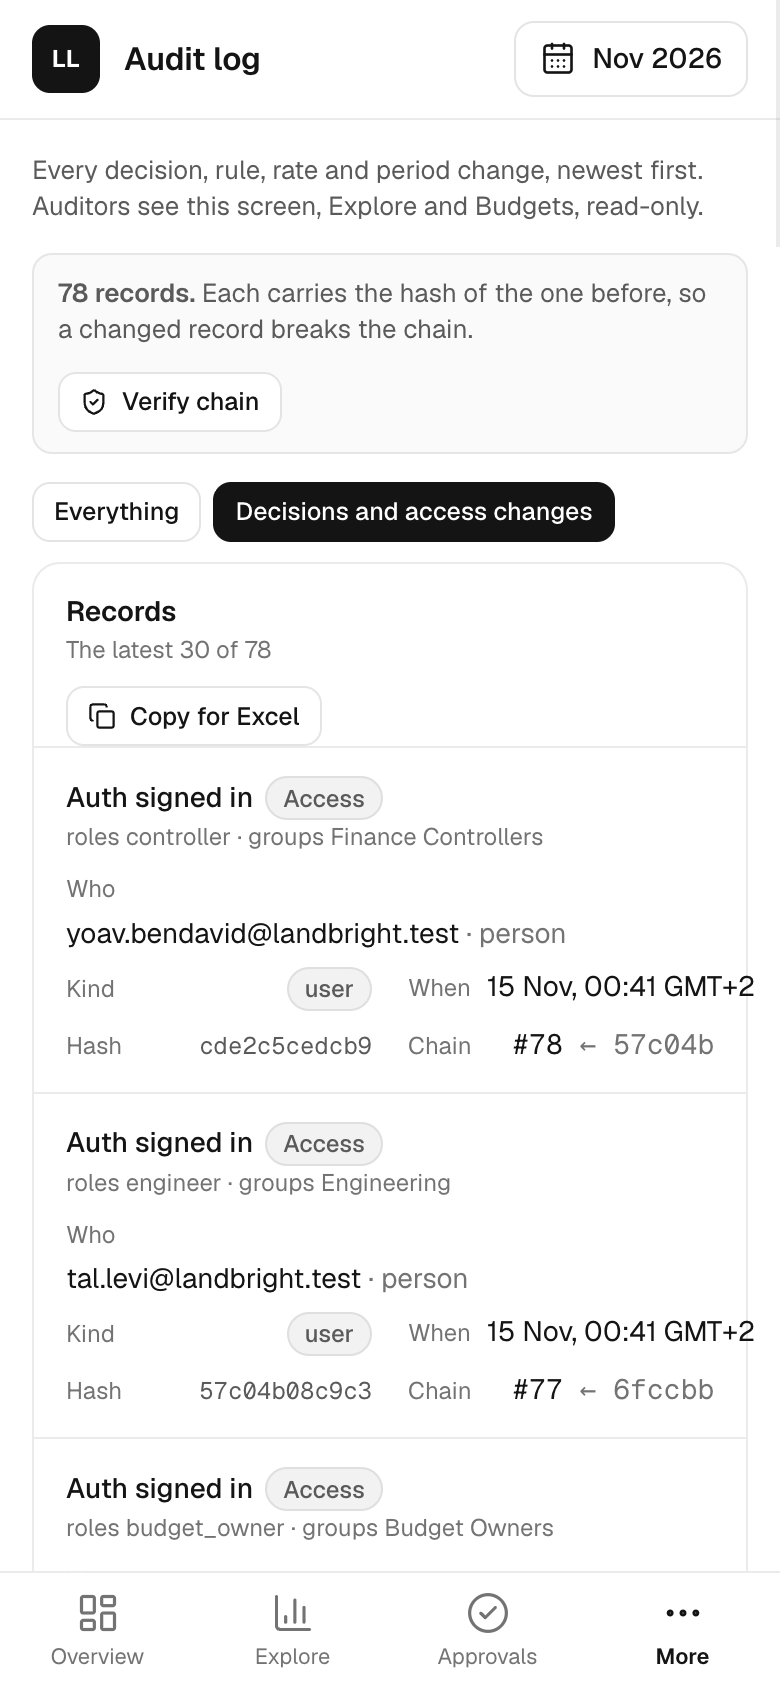 LL
Audit log
Nov 2026
Every decision, rule, rate and period change, newest first.
Auditors see this screen, Explore and Budgets, read-only.
78 records. Each carries the hash of the one before, so
a changed record breaks the chain.
Verify chain
Everything
Decisions and access changes
Records
The latest 30 of 78
Copy for Excel
Auth signed in Access
roles controller · groups Finance Controllers
Who
yoav.bendavid@landbright.test · person
Kind user When 15 Nov, 00:41 GMT+2
Hash cde2c5cedcb9 Chain #78 ← 57c04b
Auth signed in Access
roles engineer · groups Engineering
Who
tal.levi@landbright.test · person
Kind user When 15 Nov, 00:41 GMT+2
Hash 57c04b08c9c3 Chain #77 ← 6fccbb
Auth signed in Access
roles budget_owner · groups Budget Owners
Overview Explore Approvals More